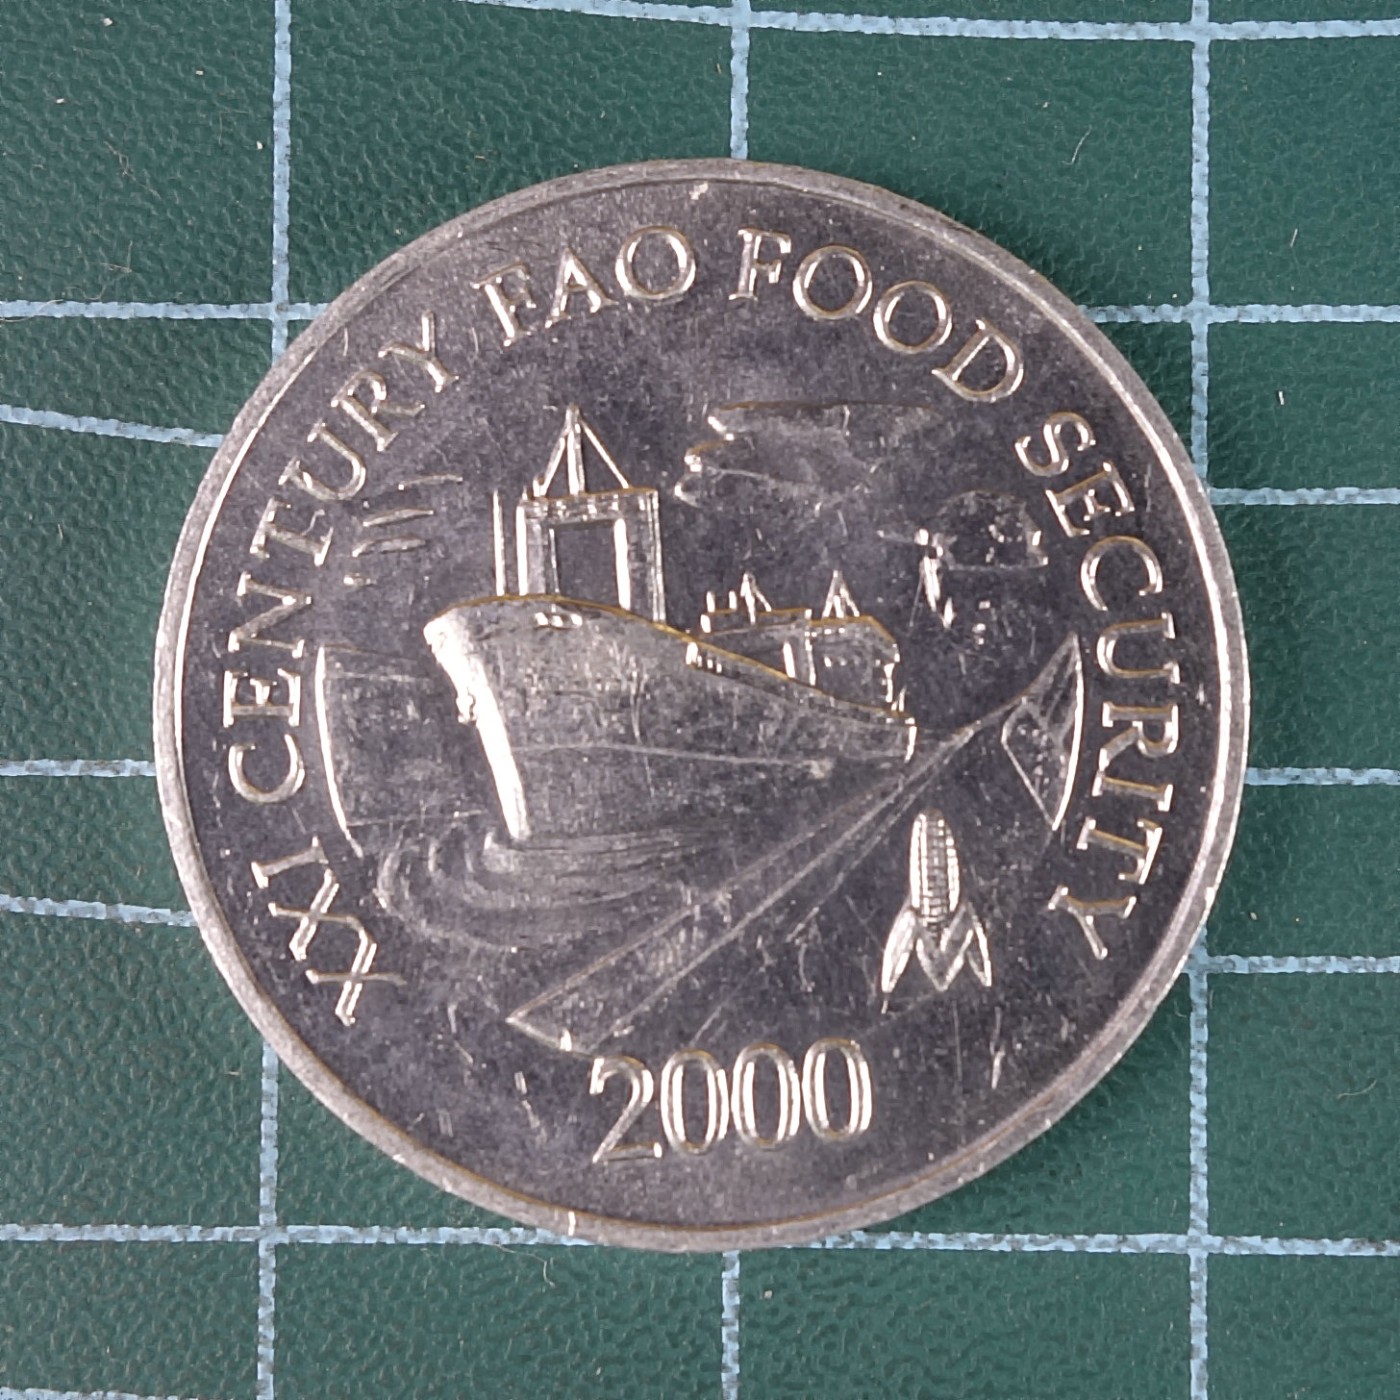 XXI CENTURY FAO FOOD SECURITY
2000